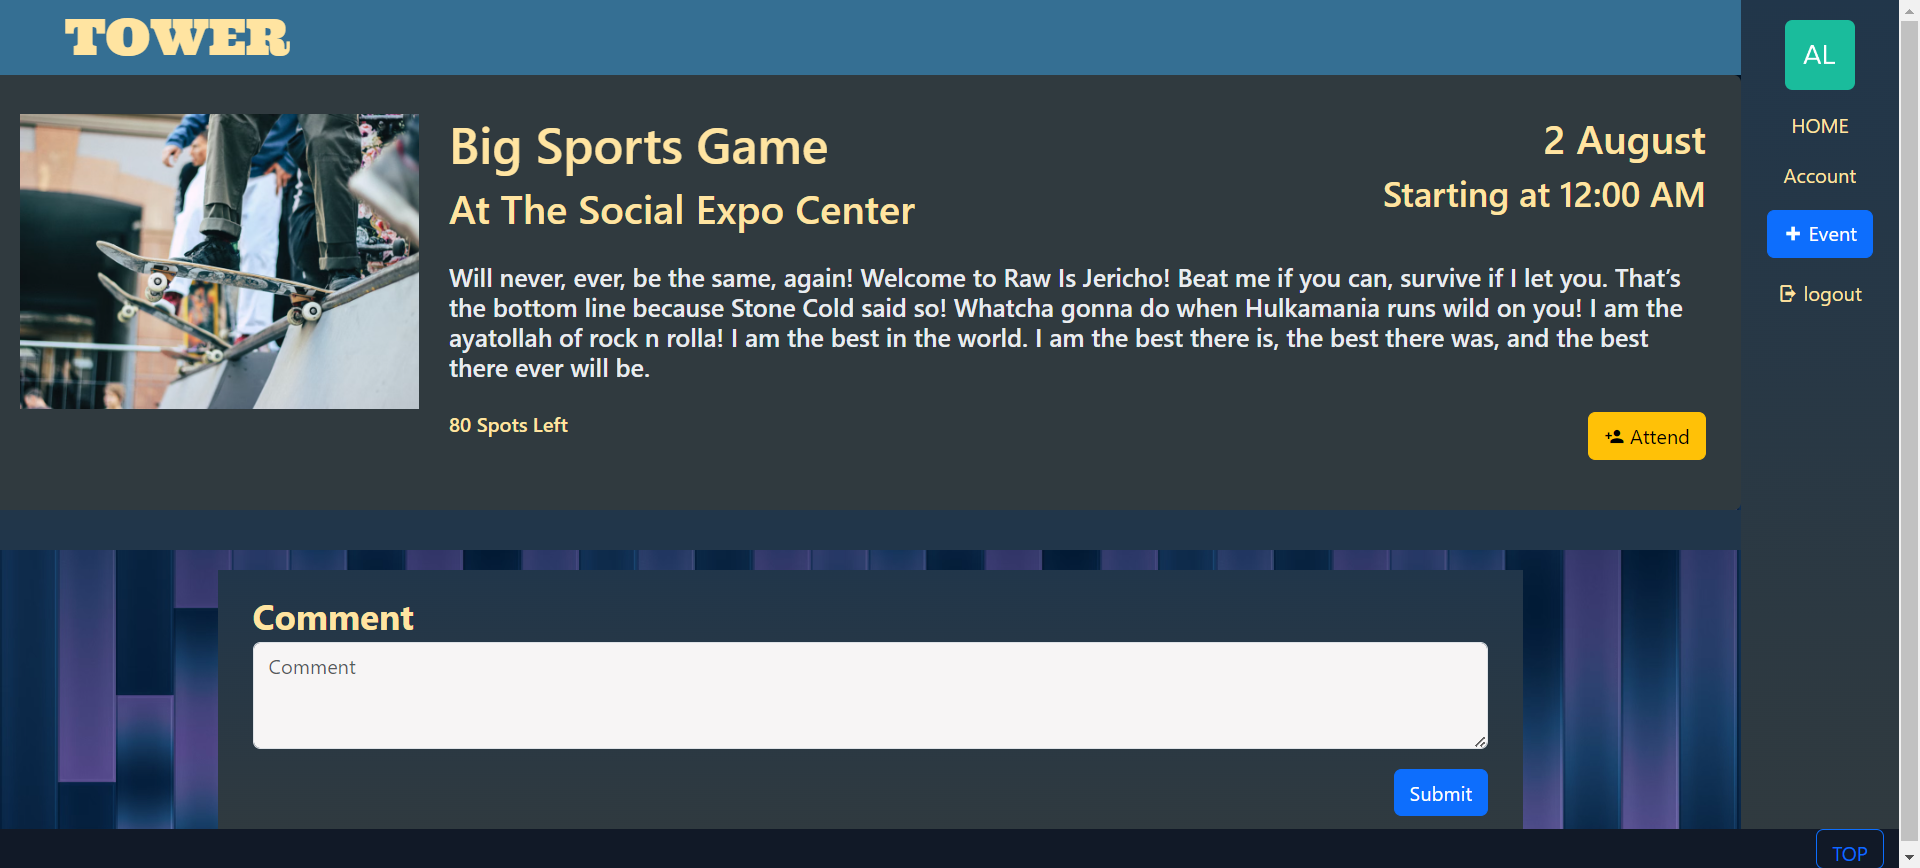 TOWER
AL
HOME
Account
Event
logout
Big Sports Game
At The Social Expo Center
2 August
Starting at 12:00 AM
Will never, ever, be the same, again! Welcome to Raw Is Jericho! Beat me if you can, survive if I let you. That’s
the bottom line because Stone Cold said so! Whatcha gonna do when Hulkamania runs wild on you! I am the
ayatollah of rock n rolla! I am the best in the world. I am the best there is, the best there was, and the best
there ever will be.
80 Spots Left
Attend
Comment
Comment
Submit
TOP